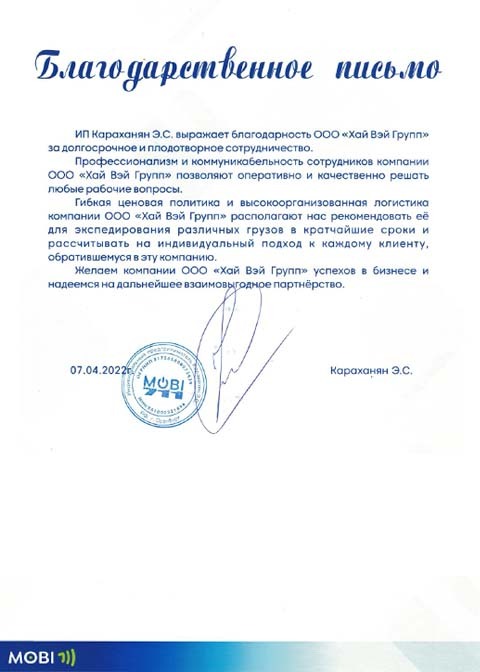 Благодарственное письмо
ИП Караханян Э.С. выражает благодарность ООО «Хай Вэй Групп»
за долгосрочное и плодотворное сотрудничество.
Профессионализм и коммуникабельность сотрудников компании
ООО «Хай Вэй Групп» позволяют оперативно и качественно решать
любые рабочие вопросы.
Гибкая ценовая политика и высокоорганизованная логистика
компании ООО «Хай Вэй Групп» располагают нас рекомендовать её
для экспедирования различных грузов в кратчайшие сроки и
рассчитывать на индивидуальный подход к каждому клиенту,
обратившемуся в эту компанию.
Желаем компании ООО «Хай Вэй Групп» успехов в бизнесе и
надеемся на дальнейшее взаимовыгодное партнёрство.
07.04.2022г.
Караханян Э.С.
MOBI
MOBI